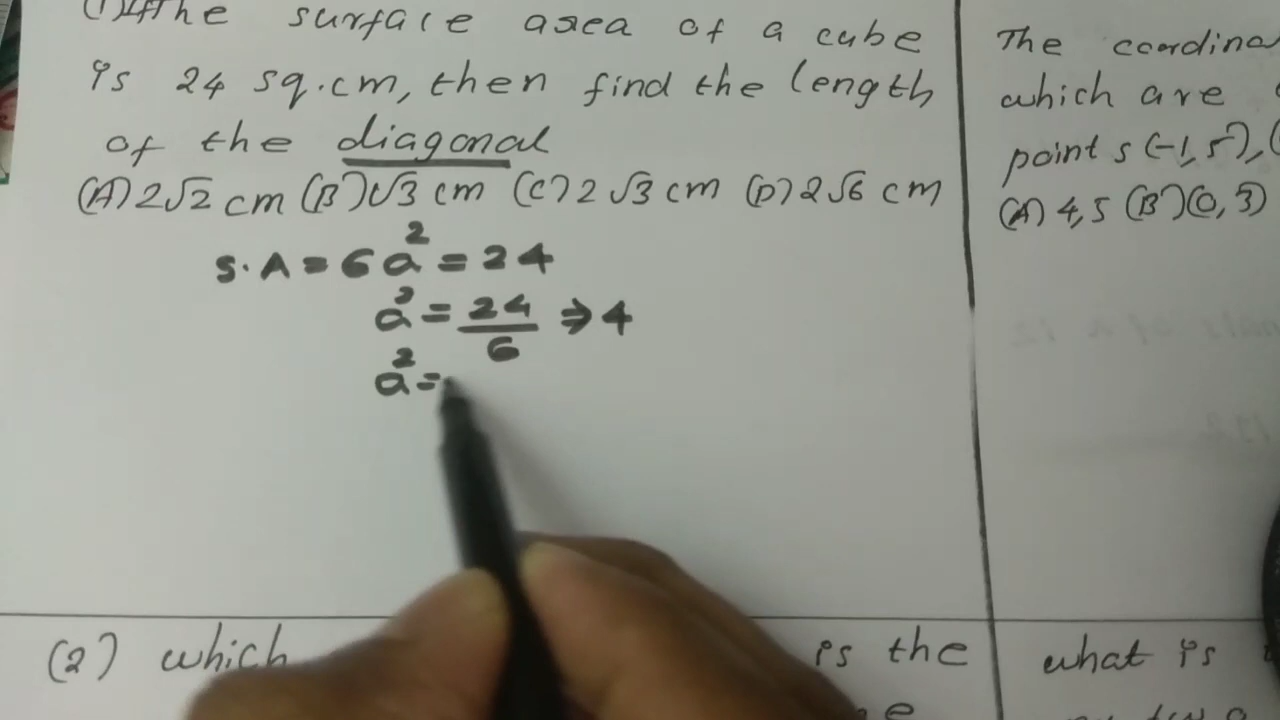 (1) If the surface area of a cube
is 24 sq.cm, then find the length
of the diagonal
(A) 2√2 cm (B) √3 cm (C) 2√3 cm (D) 2√6 cm
S.A = 6a² = 24
a² = 24/6 ⇒ 4
a² =
(2) which is the
The
which are
points (-1, 5), (
(A) 4, 5 (B) (0, 3)
what is